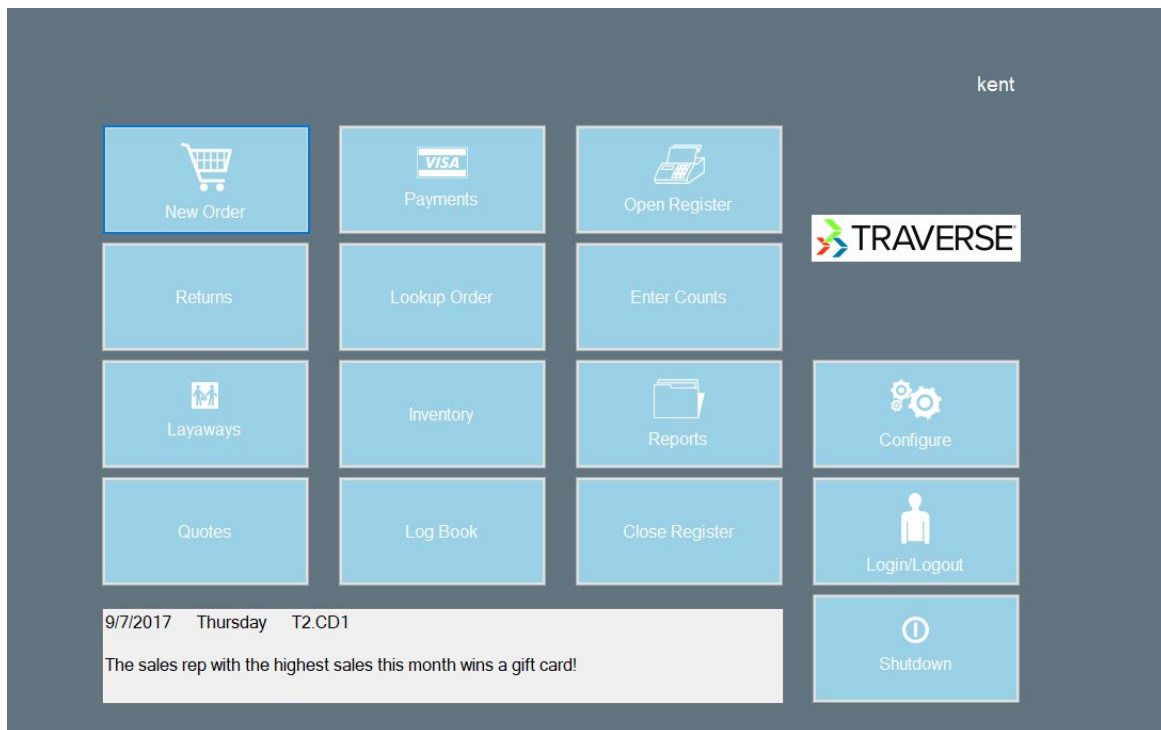 kent
New Order
VISA
Payments
Open Register
TRAVERSE
Returns
Lookup Order
Enter Counts
Layaways
Inventory
Reports
Configure
Quotes
Log Book
Close Register
Login/Logout
9/7/2017 Thursday T2.CD1
The sales rep with the highest sales this month wins a gift card!
Shutdown